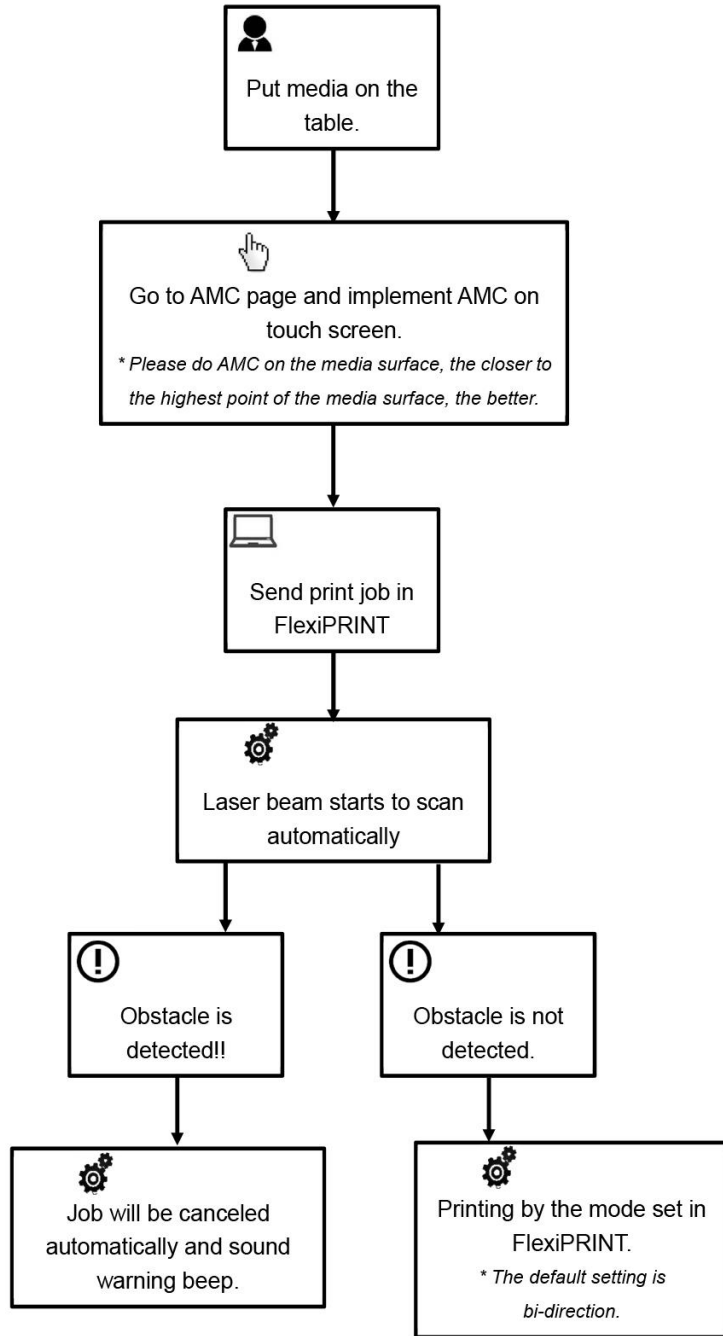 Put media on the
table.
Go to AMC page and implement AMC on
touch screen.
* Please do AMC on the media surface, the closer to
the highest point of the media surface, the better.
Send print job in
FlexiPRINT
Laser beam starts to scan
automatically
Obstacle is
detected!!
Obstacle is not
detected.
Job will be canceled
automatically and sound
warning beep.
Printing by the mode set in
FlexiPRINT.
* The default setting is
bi-direction.